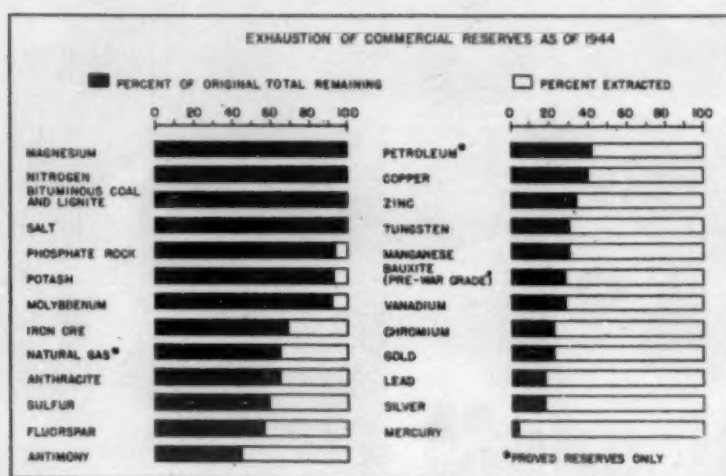 EXHAUSTION OF COMMERCIAL RESERVES AS OF 1944
PERCENT OF ORIGINAL TOTAL REMAINING
PERCENT EXTRACTED
0 20 40 60 80 100
MAGNESIUM
NITROGEN
BITUMINOUS COAL
AND LIGNITE
SALT
PHOSPHATE ROCK
POTASH
MOLYBDENUM
IRON ORE
NATURAL GAS*
ANTHRACITE
SULFUR
FLUORSPAR
ANTIMONY
0 20 40 60 80 100
PETROLEUM*
COPPER
ZINC
TUNGSTEN
MANGANESE
BAUXITE
(PRE-WAR GRADE)*
VANADIUM
CHROMIUM
GOLD
LEAD
SILVER
MERCURY
*PROVED RESERVES ONLY